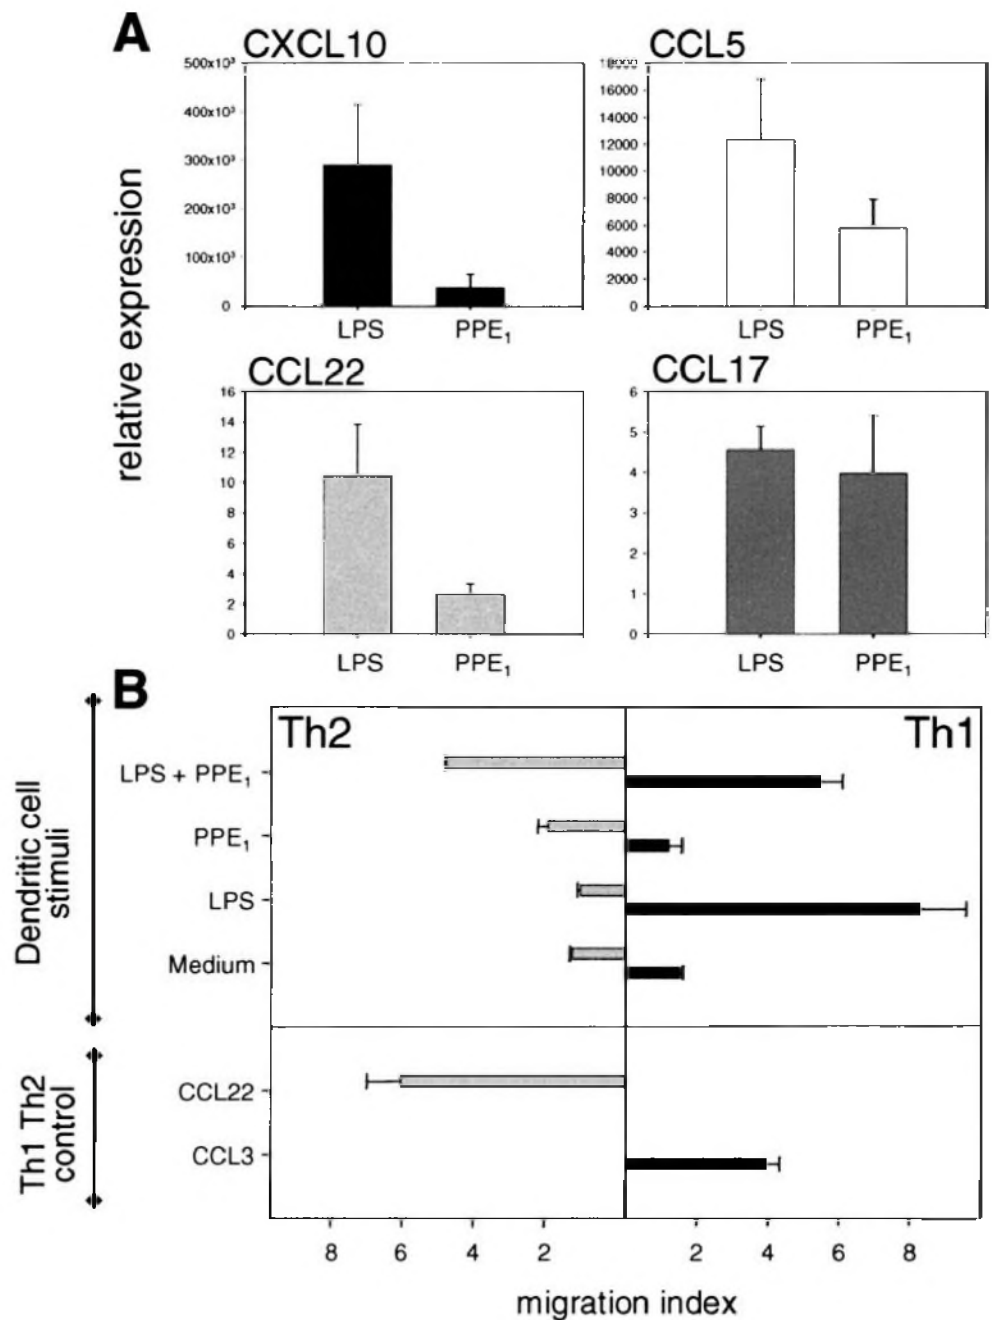 A
CXCL10
CCL5
500x10³
400x10³
300x10³
200x10³
100x10³
0
16000
14000
12000
10000
8000
6000
4000
2000
0
LPS
PPE₁
LPS
PPE₁
relative expression
CCL22
CCL17
16
14
12
10
8
6
4
2
0
6
5
4
3
2
1
0
LPS
PPE₁
LPS
PPE₁
B
Th2
Th1
Dendritic cell
stimuli
LPS + PPE₁
PPE₁
LPS
Medium
Th1 Th2
control
CCL22
CCL3
8 6 4 2 2 4 6 8
migration index